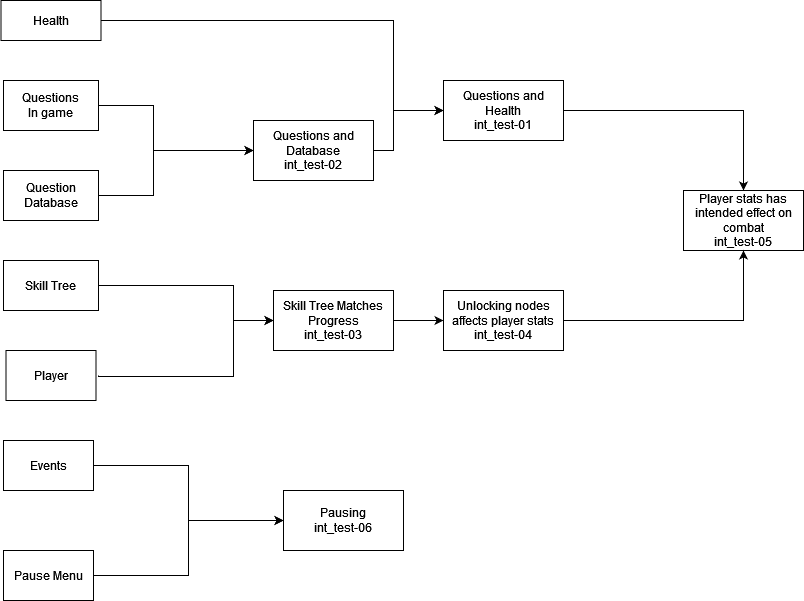 Health
Questions
In game
Questions and
Health
int_test-01
Questions and
Database
int_test-02
Question
Database
Player stats has
intended effect on
combat
int_test-05
Skill Tree
Skill Tree Matches
Progress
int_test-03
Unlocking nodes
affects player stats
int_test-04
Player
Events
Pausing
int_test-06
Pause Menu